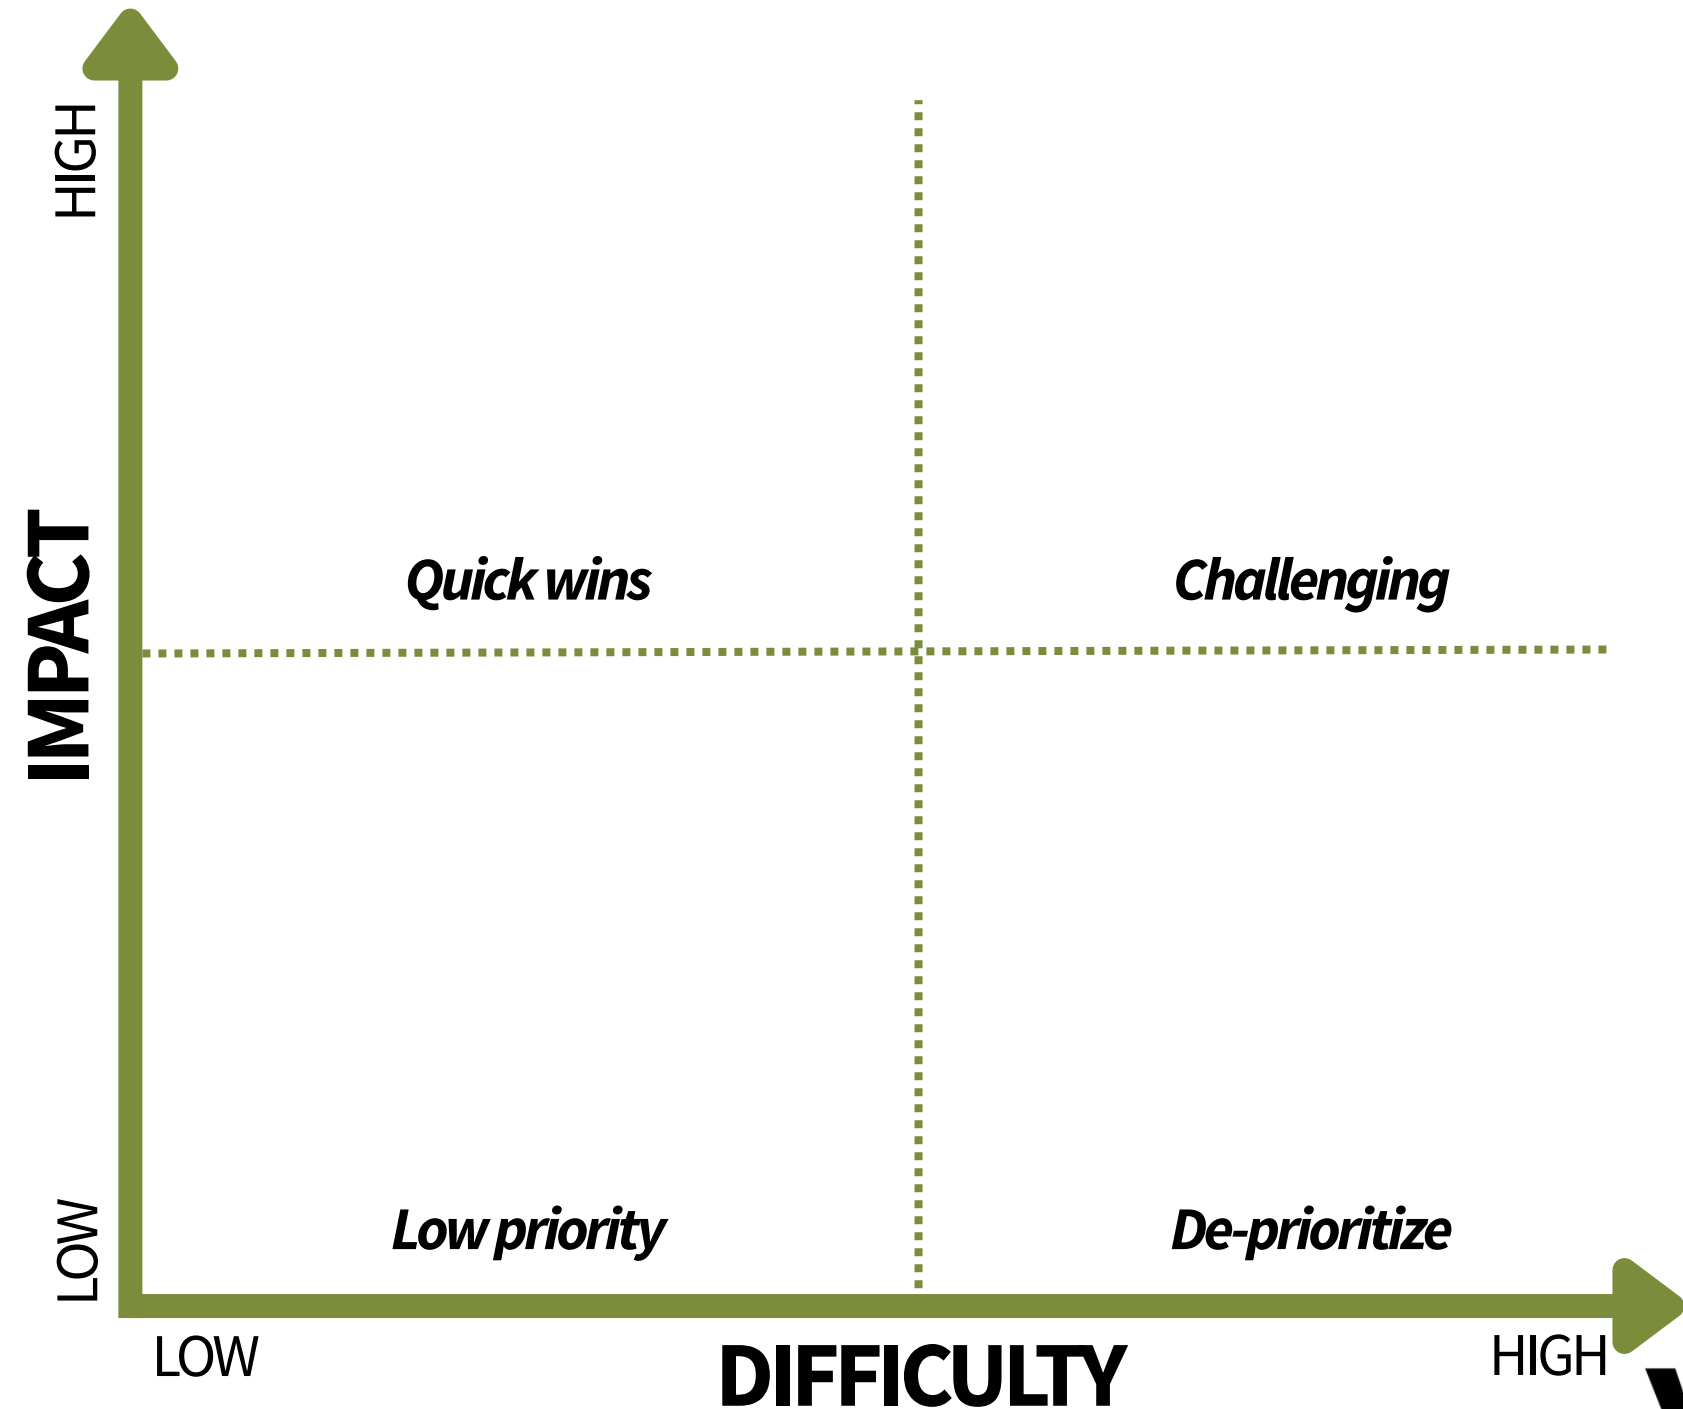 HIGH
IMPACT
Quick wins
Challenging
LOW
Low priority
De-prioritize
LOW
DIFFICULTY
HIGH